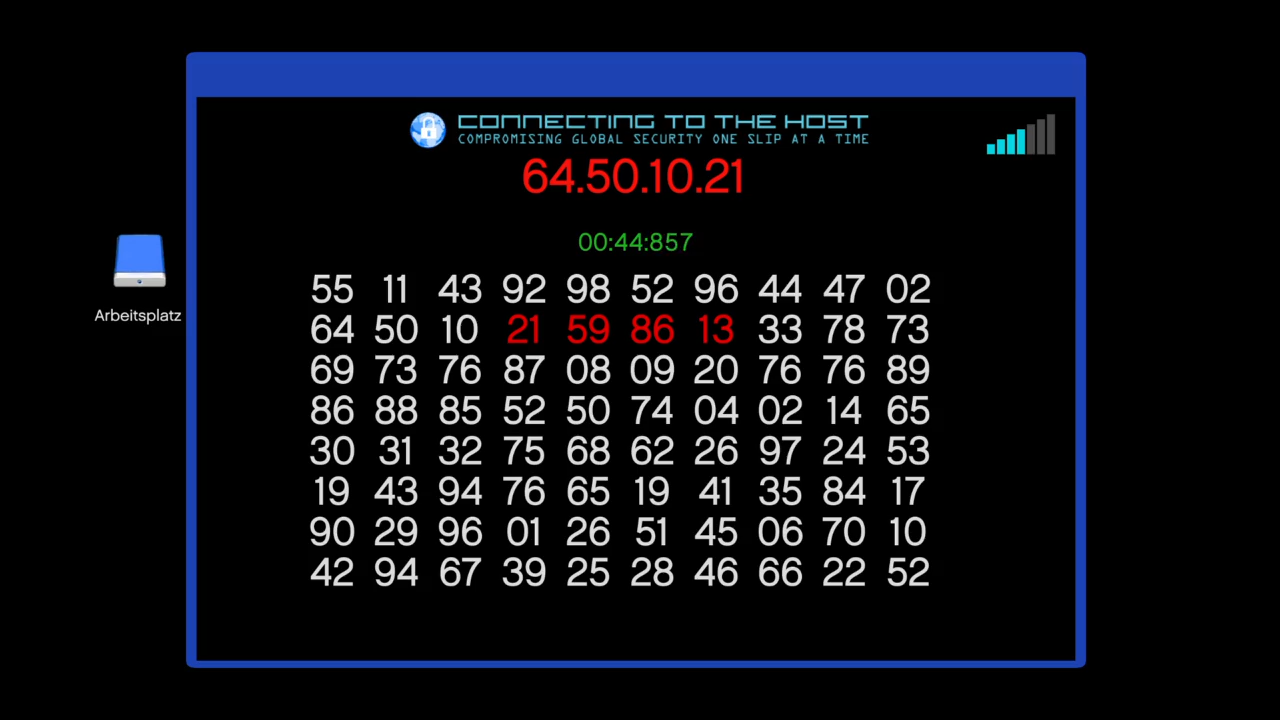 CONNECTING TO THE HOST
COMPROMISING GLOBAL SECURITY ONE SLIP AT A TIME
64.50.10.21
00:44:857
55 11 43 92 98 52 96 44 47 02
64 50 10 21 59 86 13 33 78 73
69 73 76 87 08 09 20 76 76 89
86 88 85 52 50 74 04 02 14 65
30 31 32 75 68 62 26 97 24 53
19 43 94 76 65 19 41 35 84 17
90 29 96 01 26 51 45 06 70 10
42 94 67 39 25 28 46 66 22 52
Arbeitsplatz